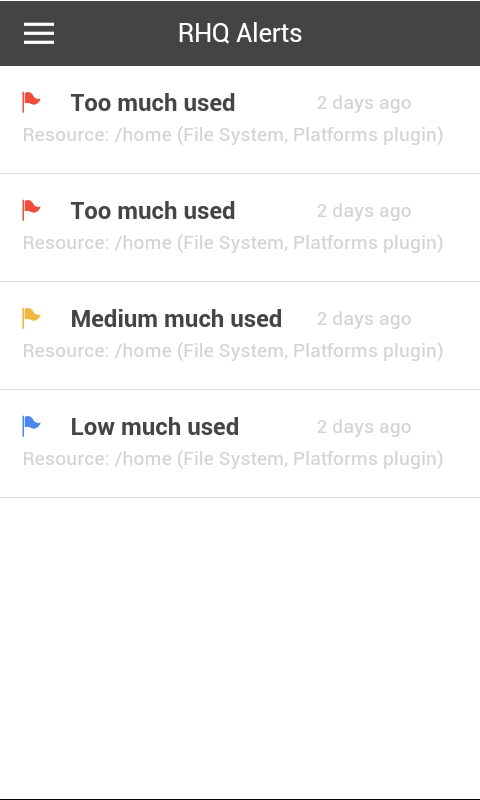 RHQ Alerts
Too much used 2 days ago
Resource: /home (File System, Platforms plugin)
Too much used 2 days ago
Resource: /home (File System, Platforms plugin)
Medium much used 2 days ago
Resource: /home (File System, Platforms plugin)
Low much used 2 days ago
Resource: /home (File System, Platforms plugin)